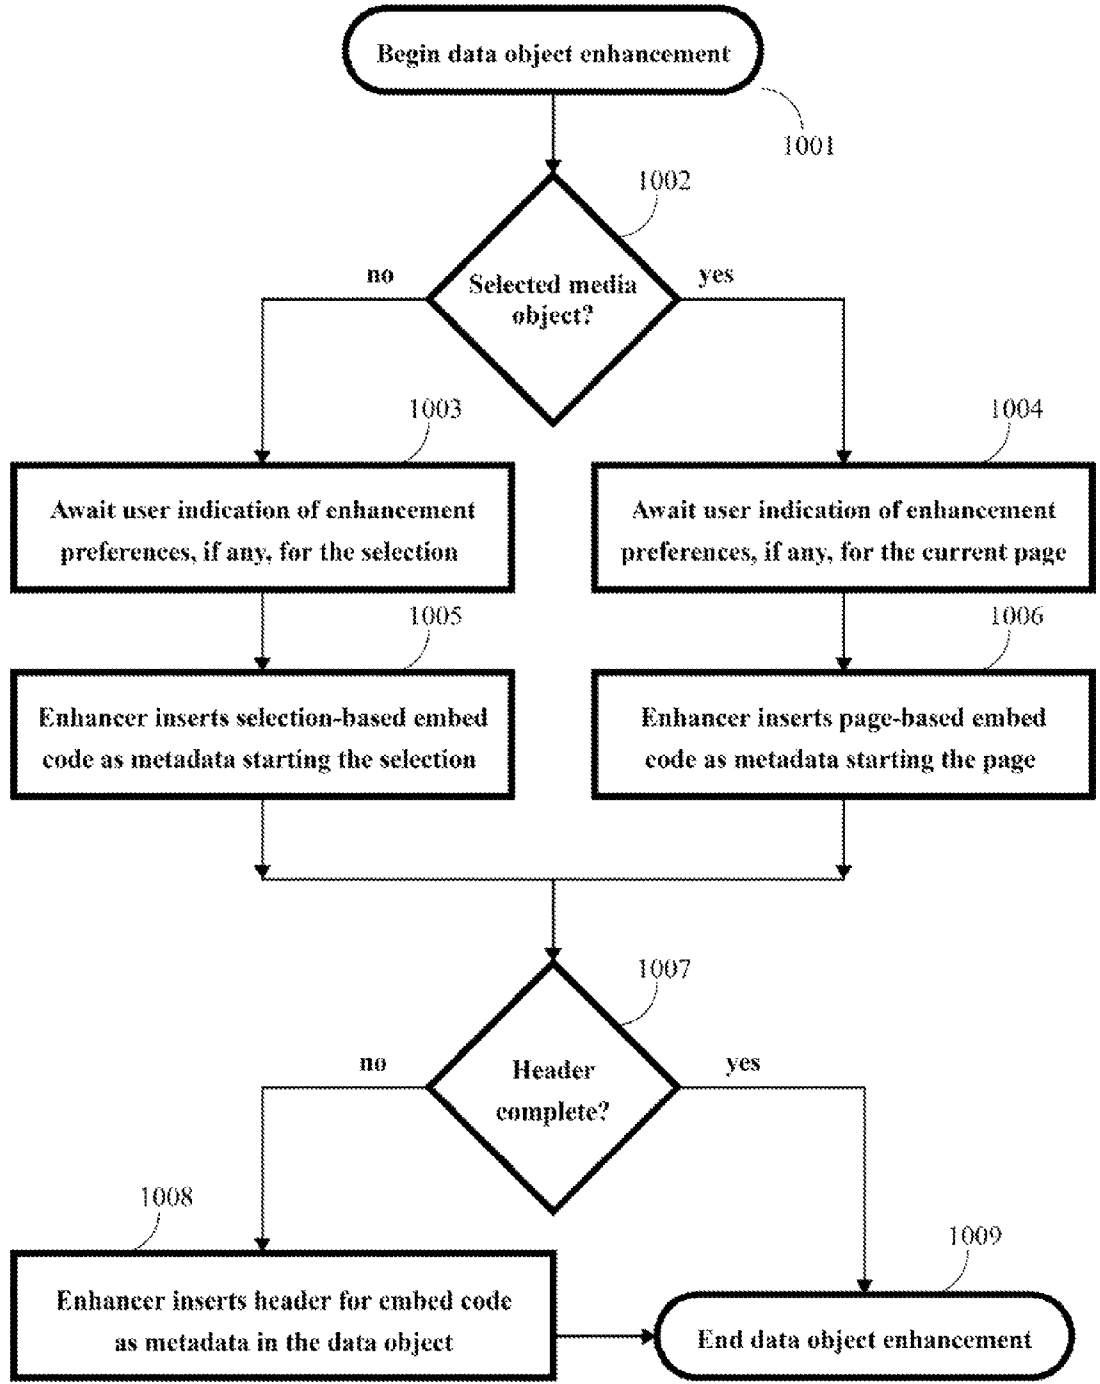 Begin data object enhancement
1001
1002
no
yes
Selected media
object?
1003
1004
Await user indication of enhancement
preferences, if any, for the selection
Await user indication of enhancement
preferences, if any, for the current page
1005
1006
Enhancer inserts selection-based embed
code as metadata starting the selection
Enhancer inserts page-based embed
code as metadata starting the page
1007
no
yes
Header
complete?
1008
1009
Enhancer inserts header for embed code
as metadata in the data object
End data object enhancement